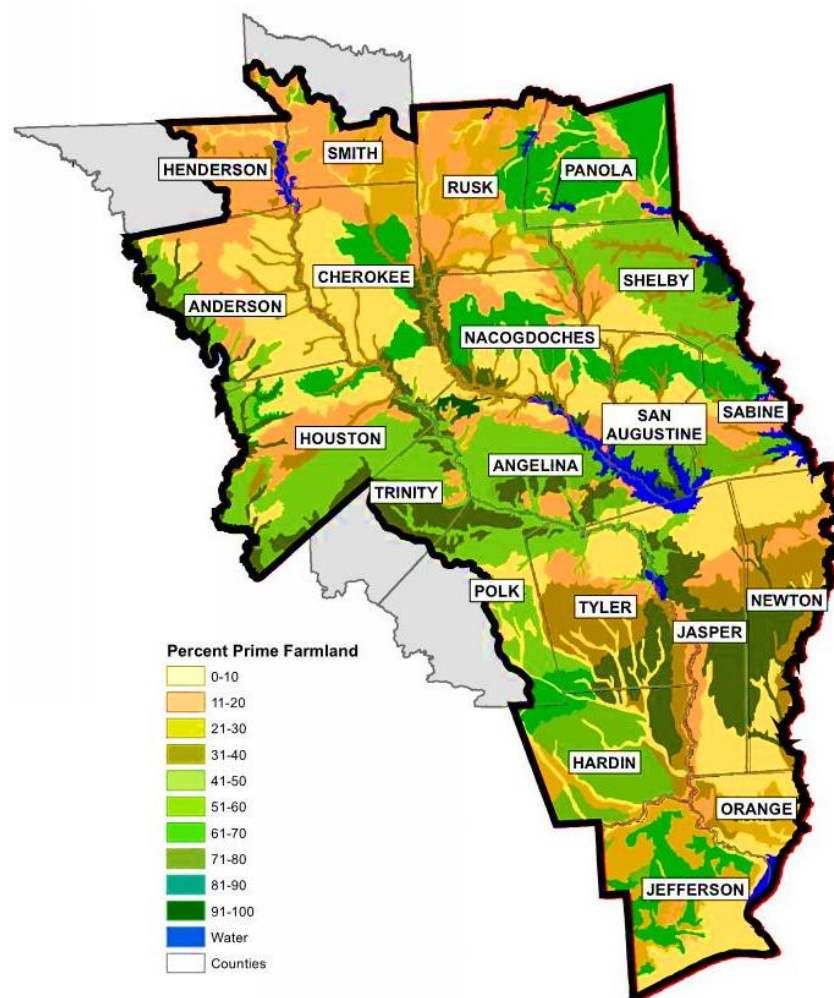 HENDERSON
SMITH
RUSK
PANOLA
ANDERSON
CHEROKEE
SHELBY
NACOGDOCHES
SAN
AUGUSTINE
SABINE
HOUSTON
ANGELINA
TRINITY
POLK
TYLER
JASPER
NEWTON
HARDIN
ORANGE
JEFFERSON
Percent Prime Farmland
0-10
11-20
21-30
31-40
41-50
51-60
61-70
71-80
81-90
91-100
Water
Counties